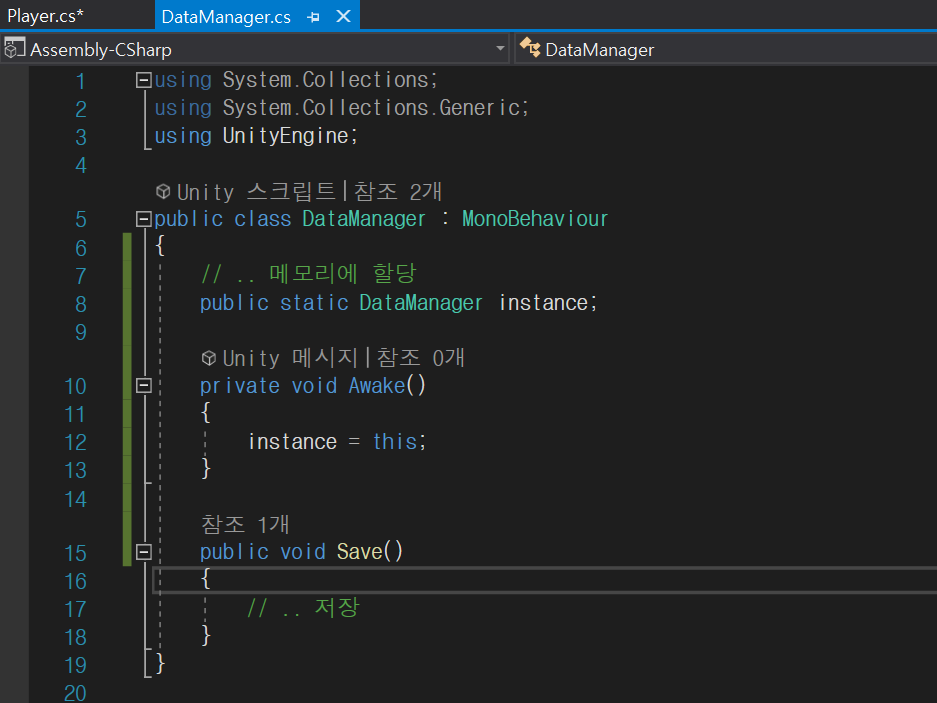 Player.cs*
DataManager.cs
Assembly-CSharp
DataManager
1 using System.Collections;
2 using System.Collections.Generic;
3 using UnityEngine;
4
Unity 스크립트|참조 2개
5 public class DataManager : MonoBehaviour
6 {
7 // .. 메모리에 할당
8 public static DataManager instance;
9
Unity 메시지|참조 0개
10 private void Awake()
11 {
12 instance = this;
13 }
14
참조 1개
15 public void Save()
16 {
17 // .. 저장
18 }
19 }
20